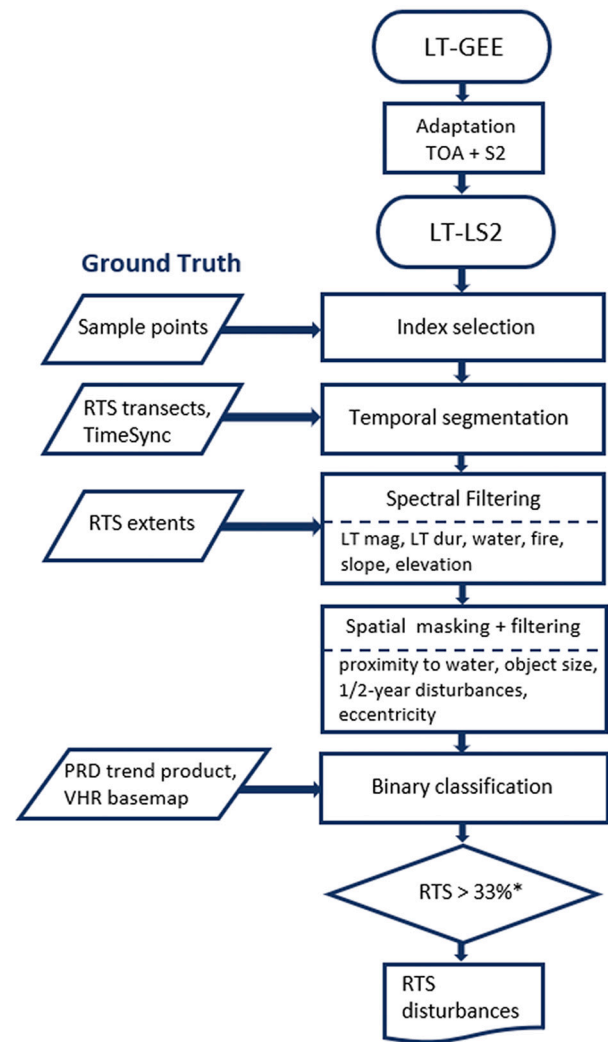 LT-GEE
Adaptation
TOA + S2
LT-LS2
Ground Truth
Sample points
Index selection
RTS transects,
TimeSync
Temporal segmentation
RTS extents
Spectral Filtering
LT mag, LT dur, water, fire,
slope, elevation
Spatial masking + filtering
proximity to water, object size,
1/2-year disturbances,
eccentricity
PRD trend product,
VHR basemap
Binary classification
RTS > 33%*
RTS
disturbances